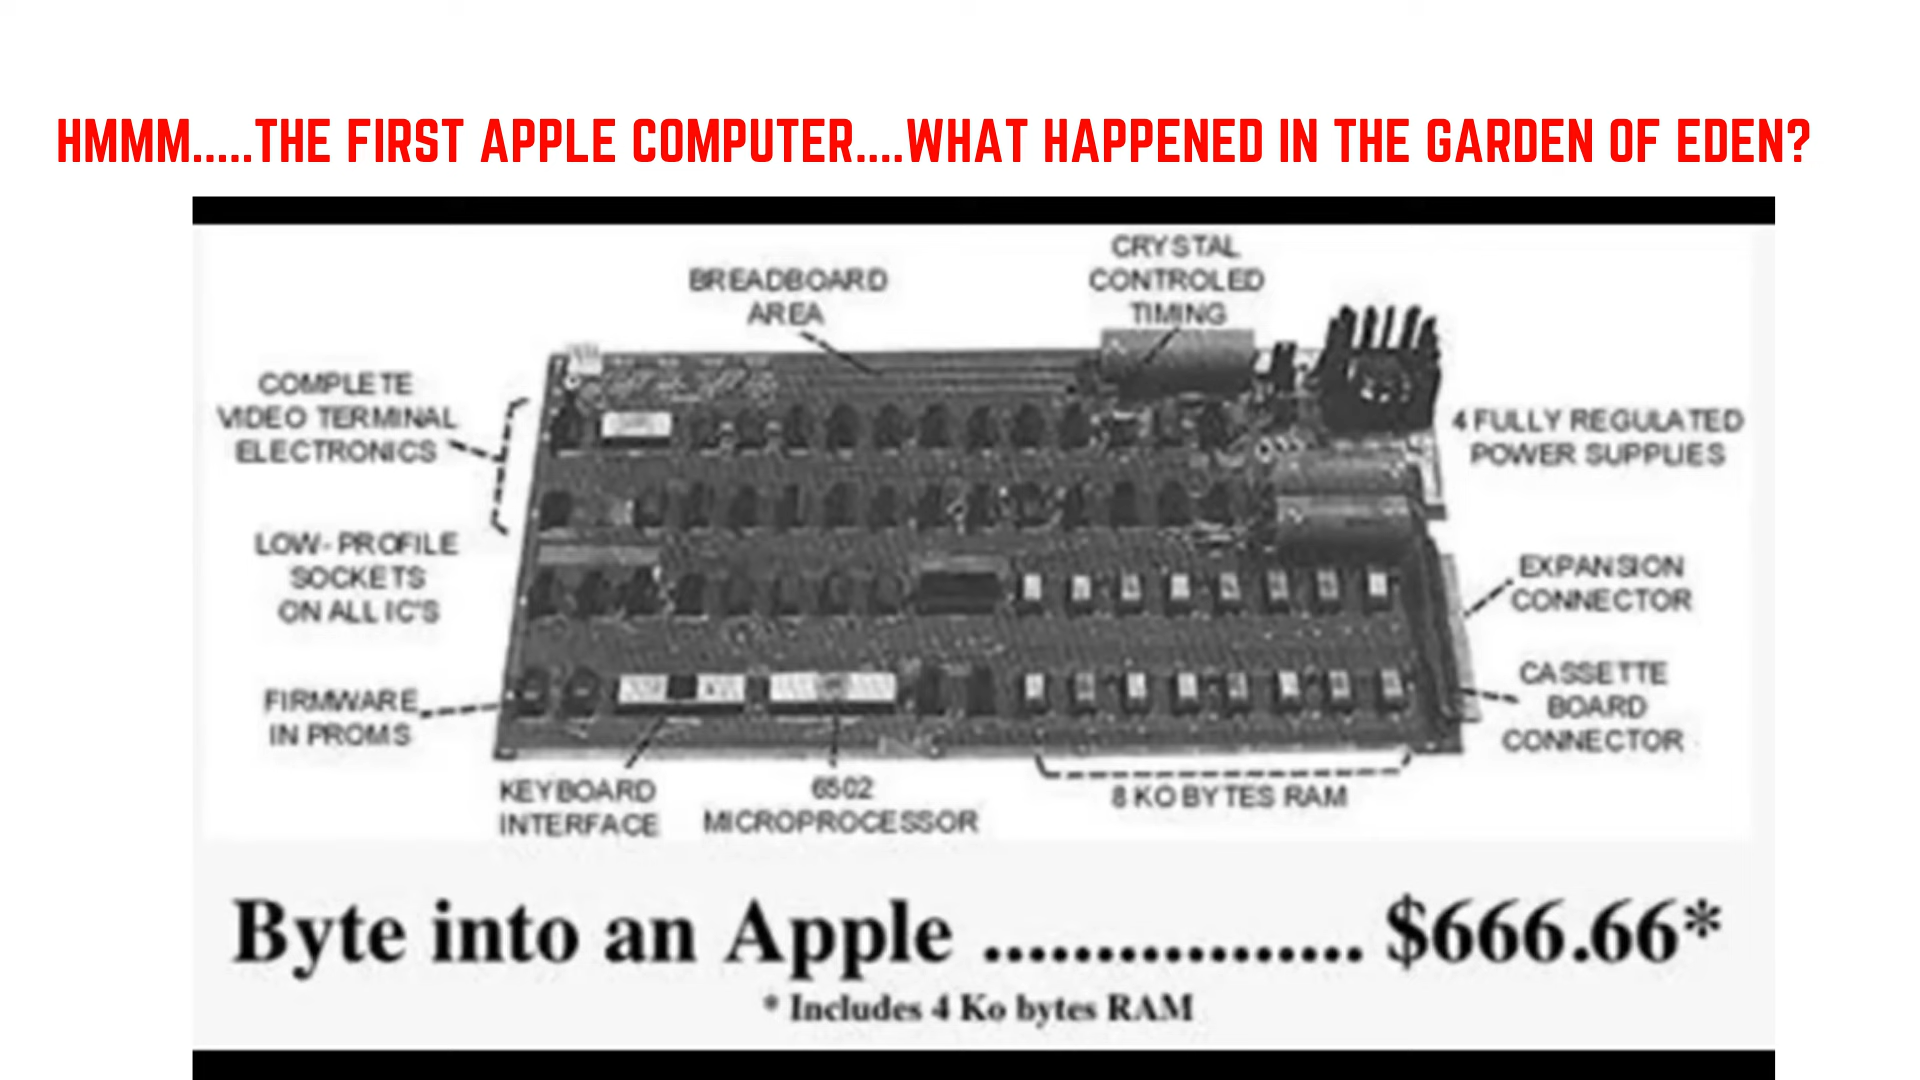 HMMM.....THE FIRST APPLE COMPUTER....WHAT HAPPENED IN THE GARDEN OF EDEN?
CRYSTAL
CONTROLED
TIMING
BREADBOARD
AREA
COMPLETE
VIDEO TERMINAL
ELECTRONICS
4 FULLY REGULATED
POWER SUPPLIES
LOW-PROFILE
SOCKETS
ON ALL IC'S
EXPANSION
CONNECTOR
FIRMWARE
IN PROMS
CASSETTE
BOARD
CONNECTOR
KEYBOARD
INTERFACE
6502
MICROPROCESSOR
8 KO BYTES RAM
Byte into an Apple ................. $666.66*
* Includes 4 Ko bytes RAM